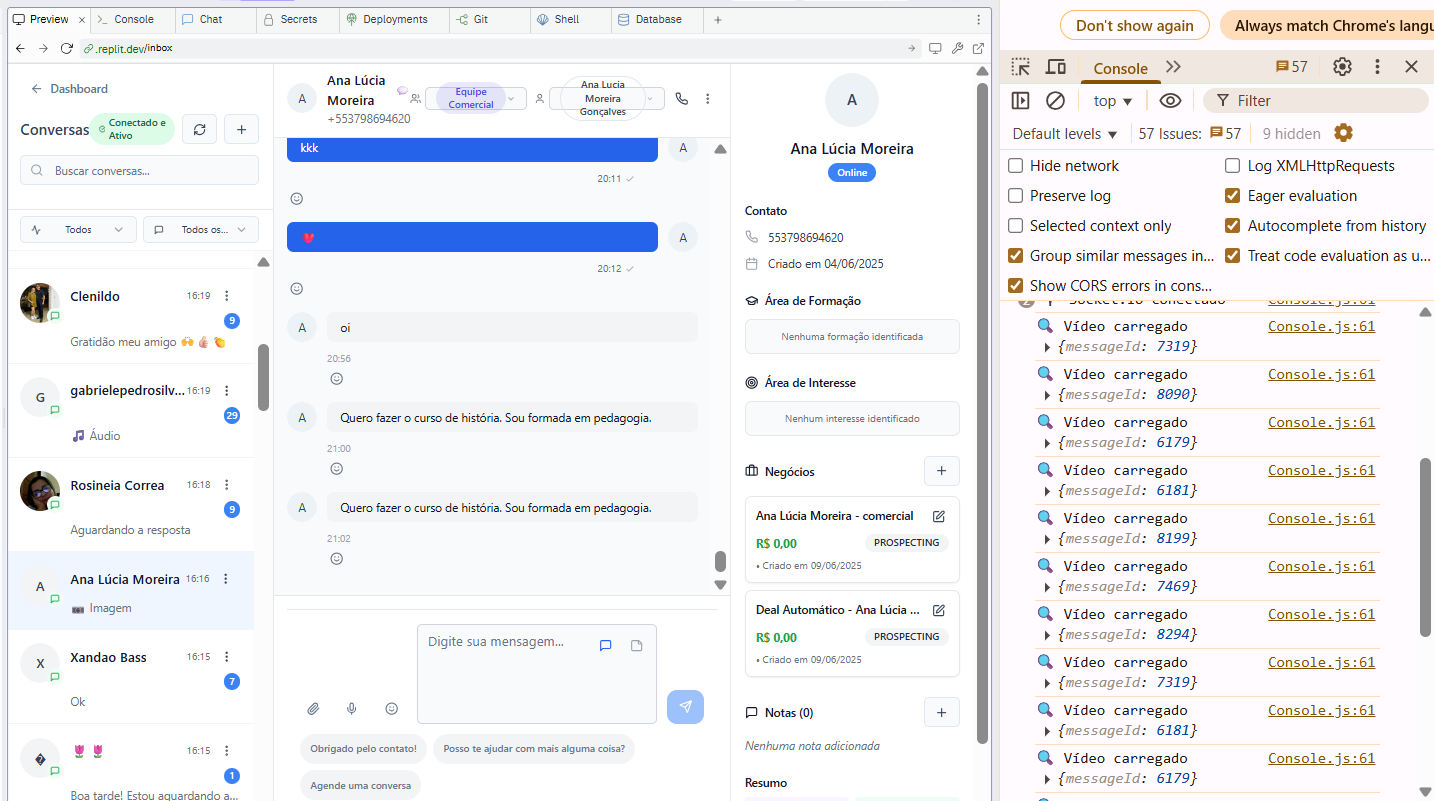 Preview
Console
Chat
Secrets
Deployments
Git
Shell
Database
.replit.dev/inbox
Dashboard
Conversas
Conectado e
Ativo
Buscar conversas...
Todos
Todos os...
Clenildo
16:19
9
Gratidão meu amigo 🙌 👍 👏
G
gabrielepedrosilv...
16:19
29
🎵 Áudio
Rosineia Correa
16:18
9
Aguardando a resposta
A
Ana Lúcia Moreira
16:16
📷 Imagem
X
Xandao Bass
16:15
7
Ok
�
🌷 🌷
16:15
1
Boa tarde! Estou aguardando a...
A
Ana Lúcia
Moreira
+553798694620
Equipe
Comercial
Ana Lucia
Moreira
Gonçalves
kkk
A
20:11
❤️
A
20:12
A
oi
20:56
A
Quero fazer o curso de história. Sou formada em pedagogia.
21:00
A
Quero fazer o curso de história. Sou formada em pedagogia.
21:02
Digite sua mensagem...
Obrigado pelo contato!
Posso te ajudar com mais alguma coisa?
Agende uma conversa
A
Ana Lúcia Moreira
Online
Contato
553798694620
Criado em 04/06/2025
Área de Formação
Nenhuma formação identificada
Área de Interesse
Nenhum interesse identificado
Negócios
Ana Lúcia Moreira - comercial
R$ 0,00
PROSPECTING
• Criado em 09/06/2025
Deal Automático - Ana Lúcia ...
R$ 0,00
PROSPECTING
• Criado em 09/06/2025
Notas (0)
Nenhuma nota adicionada
Resumo
Don't show again
Always match Chrome's langu
Console
57
top
Filter
Default levels
57 Issues:
57
9 hidden
Hide network
Log XMLHttpRequests
Preserve log
Eager evaluation
Selected context only
Autocomplete from history
Group similar messages in...
Treat code evaluation as u...
Show CORS errors in cons...
2
Socket.IO conectado
Console.js:61
🔍 Vídeo carregado
Console.js:61
{messageId: 7319}
🔍 Vídeo carregado
Console.js:61
{messageId: 8090}
🔍 Vídeo carregado
Console.js:61
{messageId: 6179}
🔍 Vídeo carregado
Console.js:61
{messageId: 6181}
🔍 Vídeo carregado
Console.js:61
{messageId: 8199}
🔍 Vídeo carregado
Console.js:61
{messageId: 7469}
🔍 Vídeo carregado
Console.js:61
{messageId: 8294}
🔍 Vídeo carregado
Console.js:61
{messageId: 7319}
🔍 Vídeo carregado
Console.js:61
{messageId: 6181}
🔍 Vídeo carregado
Console.js:61
{messageId: 6179}